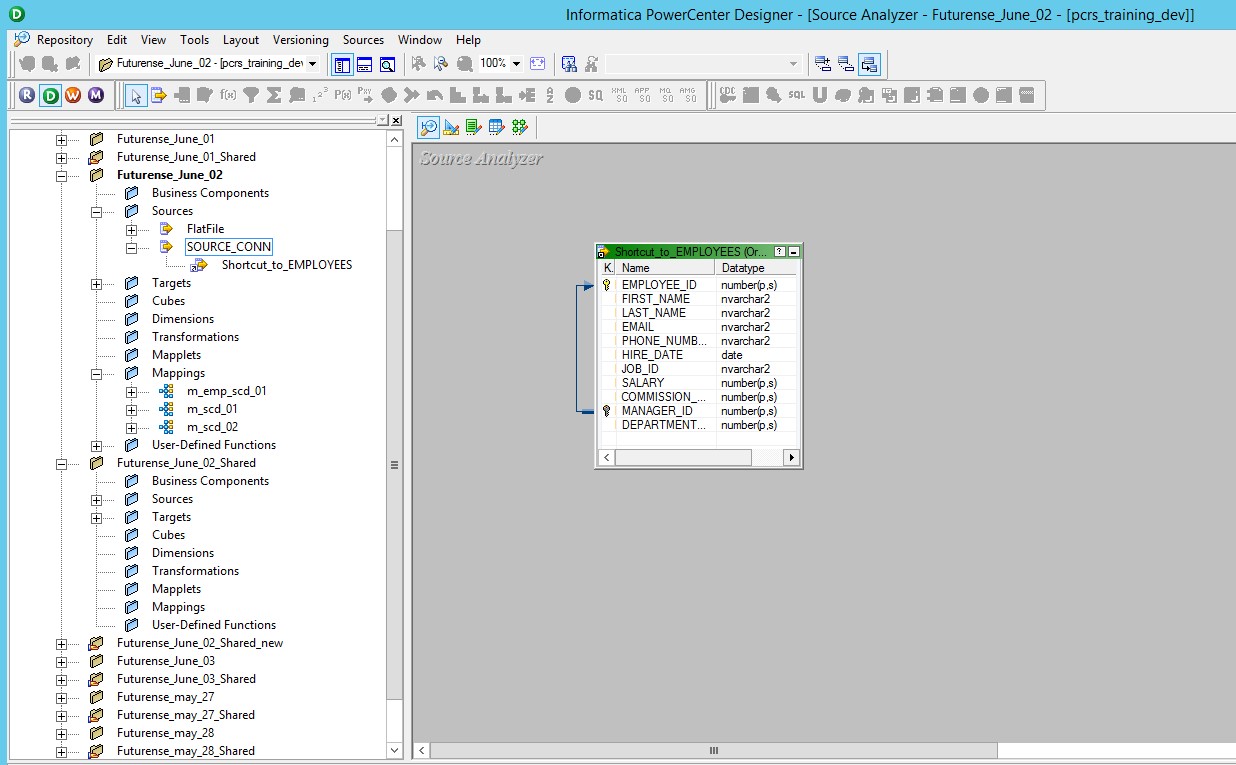 Informatica PowerCenter Designer - [Source Analyzer - Futurense_June_02 - [pcrs_training_dev]]
Repository Edit View Tools Layout Versioning Sources Window Help
Futurense_June_02 - [pcrs_training_de 100%
R D W M f(x) SQ XML SQ APP SQ MQ SQ AMG SQ CDC SQL
Source Analyzer
Futurense_June_01
Futurense_June_01_Shared
Futurense_June_02
Business Components
Sources
FlatFile
SOURCE_CONN
Shortcut_to_EMPLOYEES
Targets
Cubes
Dimensions
Transformations
Mapplets
Mappings
m_emp_scd_01
m_scd_01
m_scd_02
User-Defined Functions
Futurense_June_02_Shared
Business Components
Sources
Targets
Cubes
Dimensions
Transformations
Mapplets
Mappings
User-Defined Functions
Futurense_June_02_Shared_new
Futurense_June_03
Futurense_June_03_Shared
Futurense_may_27
Futurense_may_27_Shared
Futurense_may_28
Futurense_may_28_Shared
Shortcut_to_EMPLOYEES (Or...
K. Name Datatype
EMPLOYEE_ID number(p,s)
FIRST_NAME nvarchar2
LAST_NAME nvarchar2
EMAIL nvarchar2
PHONE_NUMB... nvarchar2
HIRE_DATE date
JOB_ID nvarchar2
SALARY number(p,s)
COMMISSION_... number(p,s)
MANAGER_ID number(p,s)
DEPARTMENT... number(p,s)